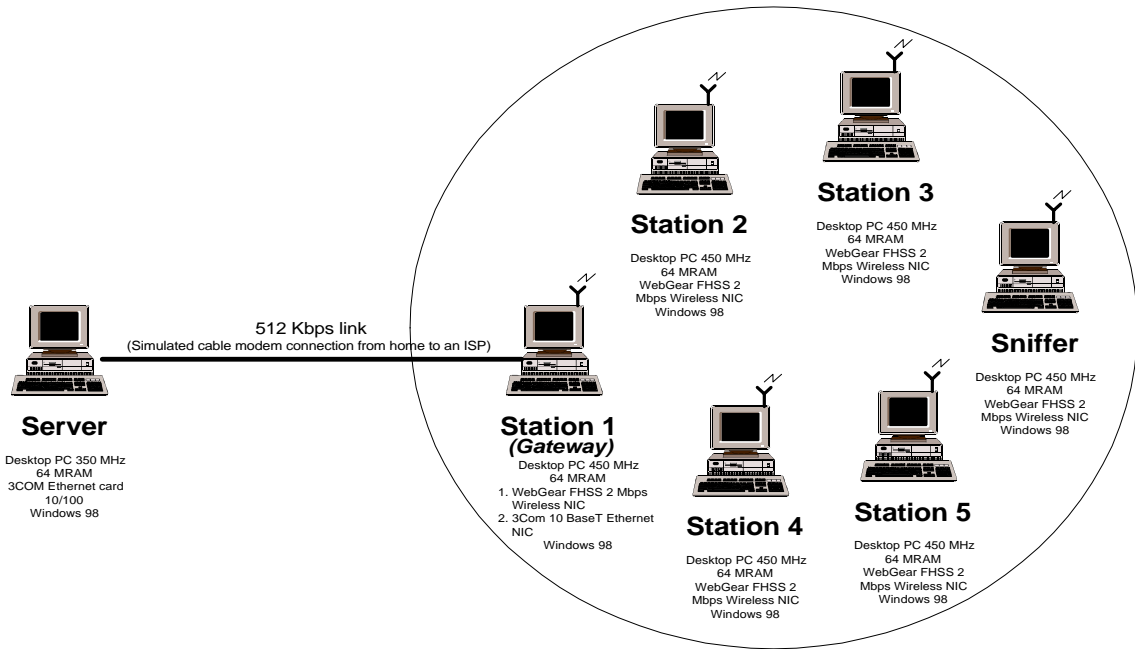 512 Kbps link
(Simulated cable modem connection from home to an ISP)
Server
Desktop PC 350 MHz
64 MRAM
3COM Ethernet card
10/100
Windows 98
Station 1
(Gateway)
Desktop PC 450 MHz
64 MRAM
1. WebGear FHSS 2 Mbps
Wireless NIC
2. 3Com 10 BaseT Ethernet
NIC
Windows 98
Station 2
Desktop PC 450 MHz
64 MRAM
WebGear FHSS 2
Mbps Wireless NIC
Windows 98
Station 3
Desktop PC 450 MHz
64 MRAM
WebGear FHSS 2
Mbps Wireless NIC
Windows 98
Sniffer
Desktop PC 450 MHz
64 MRAM
WebGear FHSS 2
Mbps Wireless NIC
Windows 98
Station 4
Desktop PC 450 MHz
64 MRAM
WebGear FHSS 2
Mbps Wireless NIC
Windows 98
Station 5
Desktop PC 450 MHz
64 MRAM
WebGear FHSS 2
Mbps Wireless NIC
Windows 98